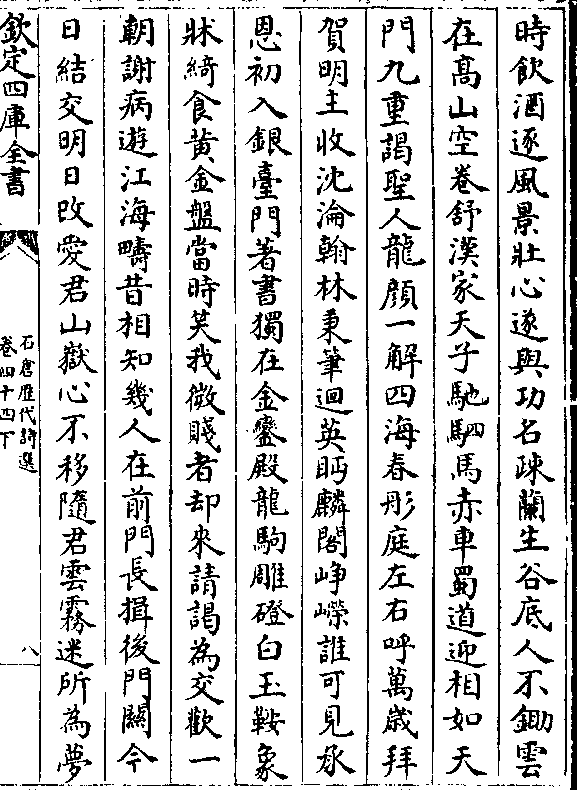 時飲酒逐風景壯心遂與功名疎蘭生谷底人不鋤雲
在髙山空卷舒漢家天子馳駟馬赤車蜀道迎相如天
門九重謁聖人龍顔一解四海春彤庭左右呼萬歳拜
賀明主收沈淪翰林秉筆迴英眄麟閣崢嶸誰可見承
恩初入銀臺門著書獨在金鑾殿龍駒雕鐙白玉鞍象
牀綺食黄金盤當時笑我微賤者却來請謁為交歡一
朝謝病遊江海疇昔相知幾人在前門長揖後門關今
日結交明日改愛君山嶽心不移隨君雲霧迷所為夢
欽定四庫全書
石倉歴代詩選
卷四十四下
八